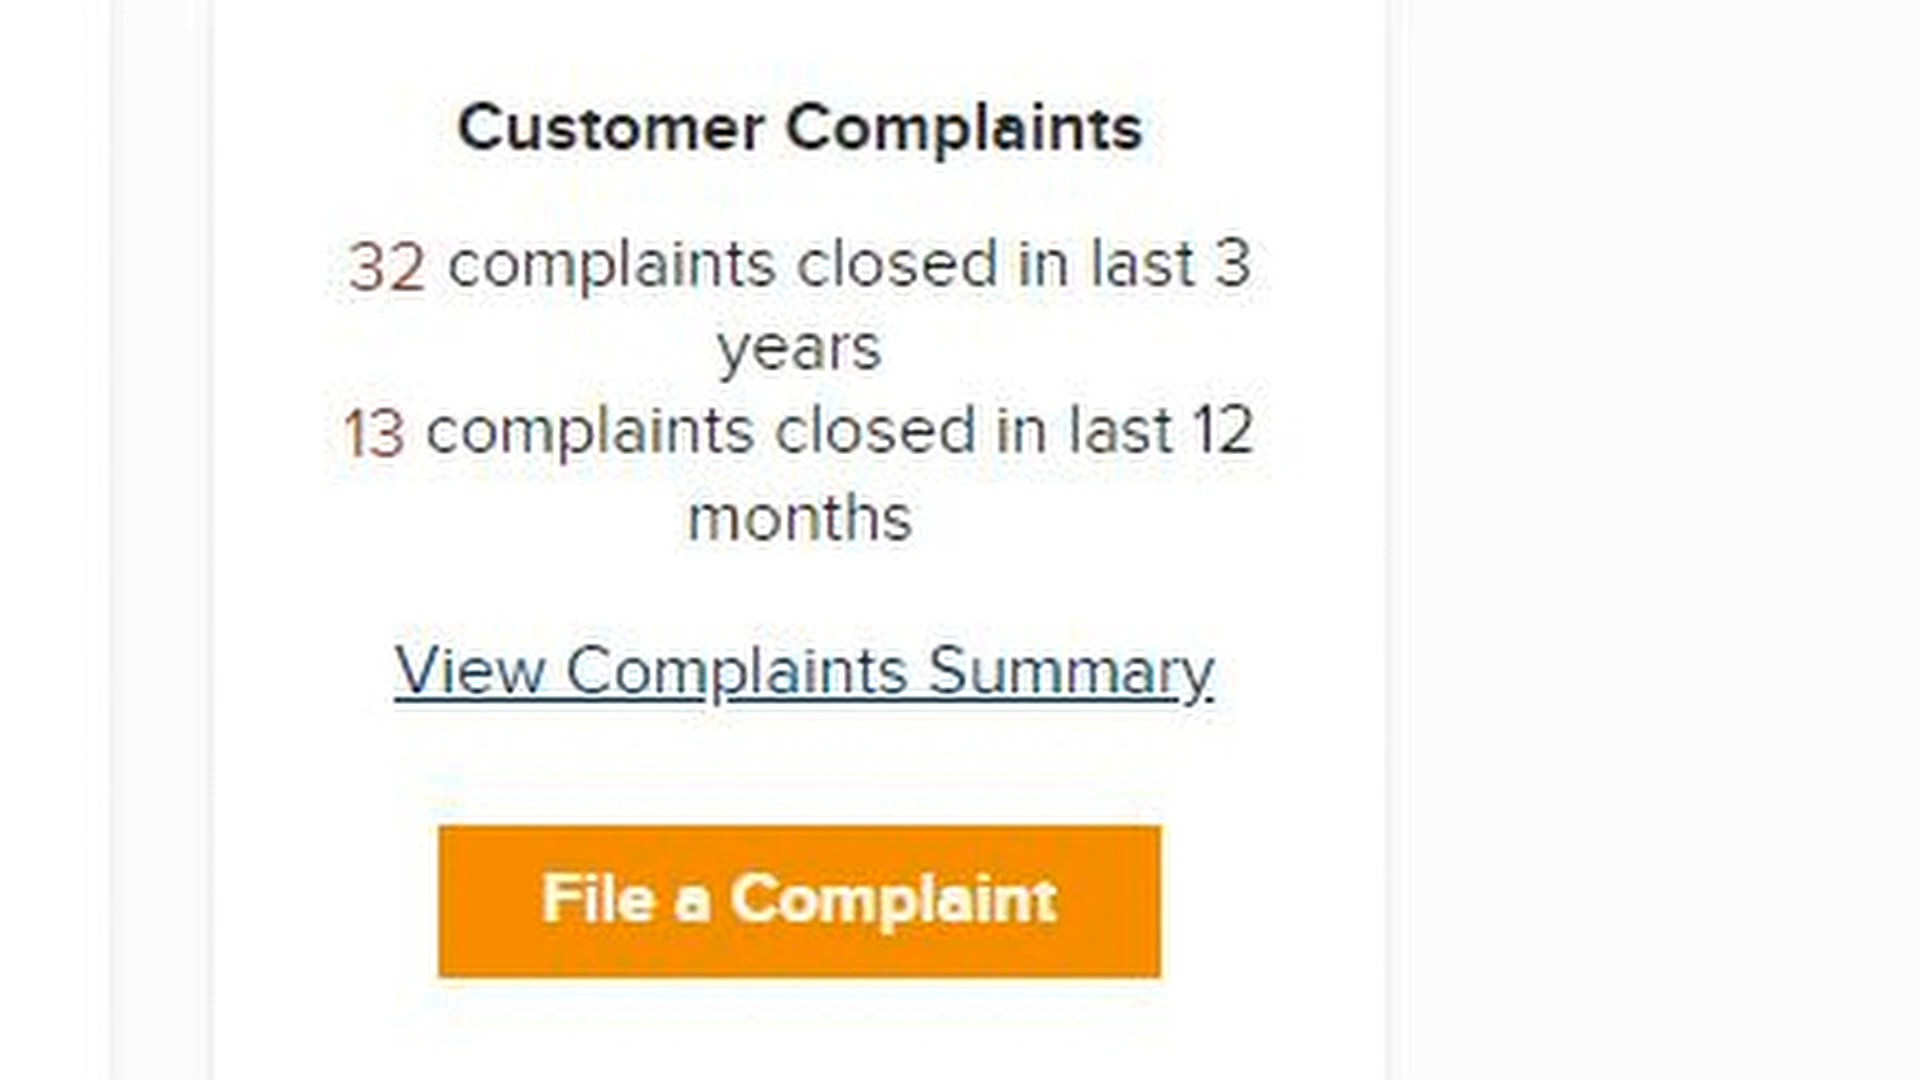 Customer Complaints
32 complaints closed in last 3
years
13 complaints closed in last 12
months
View Complaints Summary
File a Complaint